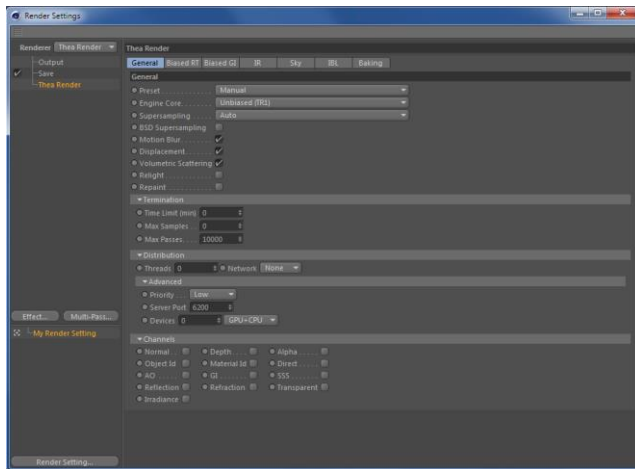 Render Settings
Renderer Thea Render
Output
Save
Thea Render
Effect... Multi-Pass...
My Render Setting
Render Setting...
Thea Render
General Biased RT Biased GI IR Sky IBL Baking
General
Preset............. Manual
Engine Core........ Unbiased (TR1)
Supersampling..... Auto
BSD Supersampling
Motion Blur........
Displacement.......
Volumetric Scattering
Relight............
Repaint............
Termination
Time Limit (min) 0
Max Samples.. 0
Max Passes.... 10000
Distribution
Threads 0 Network None
Advanced
Priority.... Low
Server Port 6200
Devices 0 GPU+CPU
Channels
Normal.. Depth.... Alpha.....
Object Id Material Id Direct....
AO...... GI....... SSS.......
Reflection Refraction Transparent
Irradiance